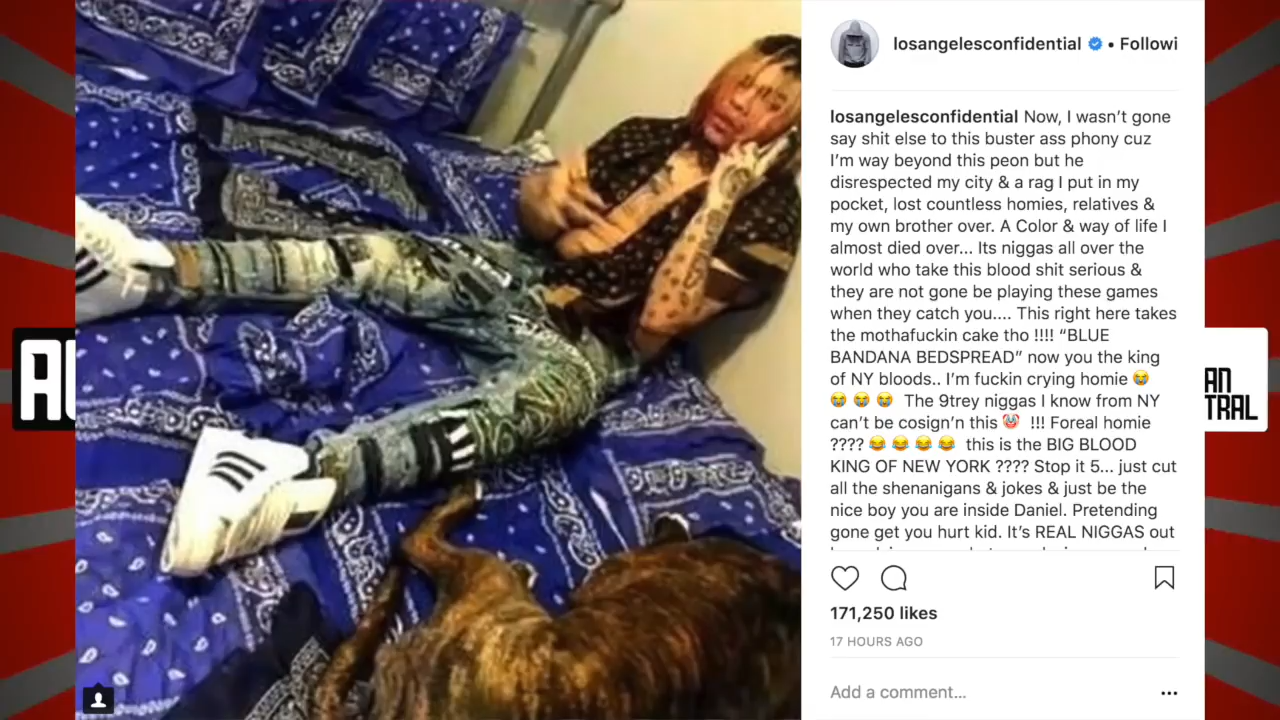 losangelesconfidential • Followi
losangelesconfidential Now, I wasn’t gone
say shit else to this buster ass phony cuz
I’m way beyond this peon but he
disrespected my city & a rag I put in my
pocket, lost countless homies, relatives &
my own brother over. A Color & way of life I
almost died over... Its niggas all over the
world who take this blood shit serious &
they are not gone be playing these games
when they catch you.... This right here takes
the mothafuckin cake tho !!!! “BLUE
BANDANA BEDSPREAD” now you the king
of NY bloods.. I’m fuckin crying homie 😭
😭 😭 😭 The 9trey niggas I know from NY
can’t be cosign’n this 🤡 !!! Foreal homie
???? 😂 😂 😂 😂 this is the BIG BLOOD
KING OF NEW YORK ???? Stop it 5... just cut
all the shenanigans & jokes & just be the
nice boy you are inside Daniel. Pretending
gone get you hurt kid. It’s REAL NIGGAS out
171,250 likes
17 HOURS AGO
Add a comment...
AN
TRAL